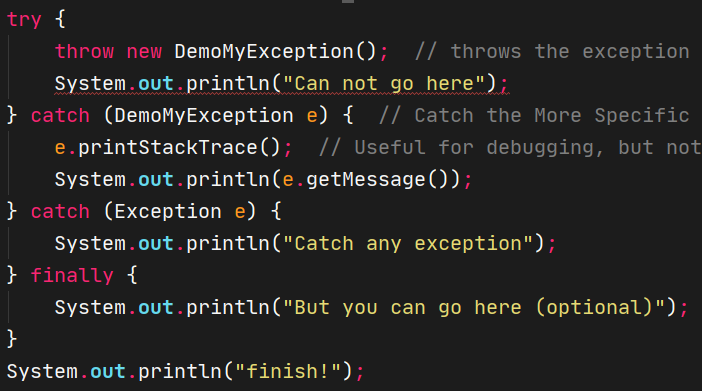 try {
    throw new DemoMyException();  // throws the exception
    System.out.println("Can not go here");
} catch (DemoMyException e) {  // Catch the More Specific
    e.printStackTrace();  // Useful for debugging, but not
    System.out.println(e.getMessage());
} catch (Exception e) {
    System.out.println("Catch any exception");
} finally {
    System.out.println("But you can go here (optional)");
}
System.out.println("finish!");